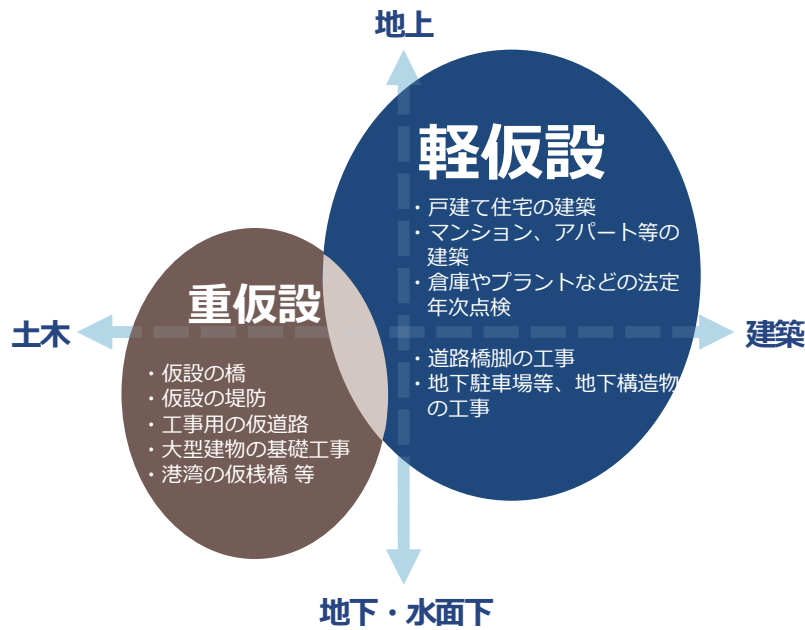 地上
軽仮設
・戸建て住宅の建築
・マンション、アパート等の
建築
・倉庫やプラントなどの法定
年次点検
・道路橋脚の工事
・地下駐車場等、地下構造物
の工事
重仮設
・仮設の橋
・仮設の堤防
・工事用の仮道路
・大型建物の基礎工事
・港湾の仮桟橋 等
土木
建築
地下・水面下